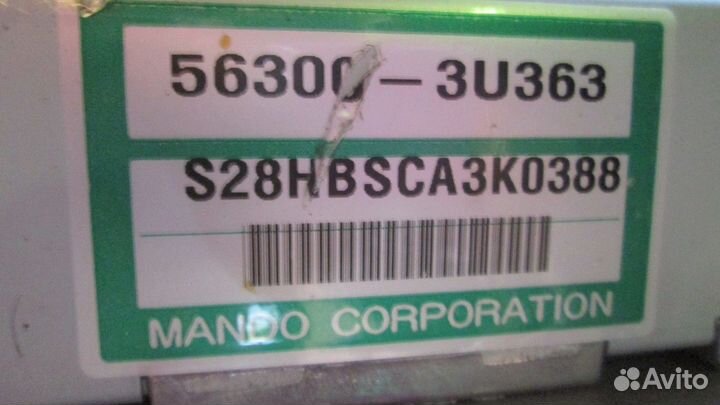 56300-3U363
S28HBSCA3K0388
MANDO CORPORATION
Avito